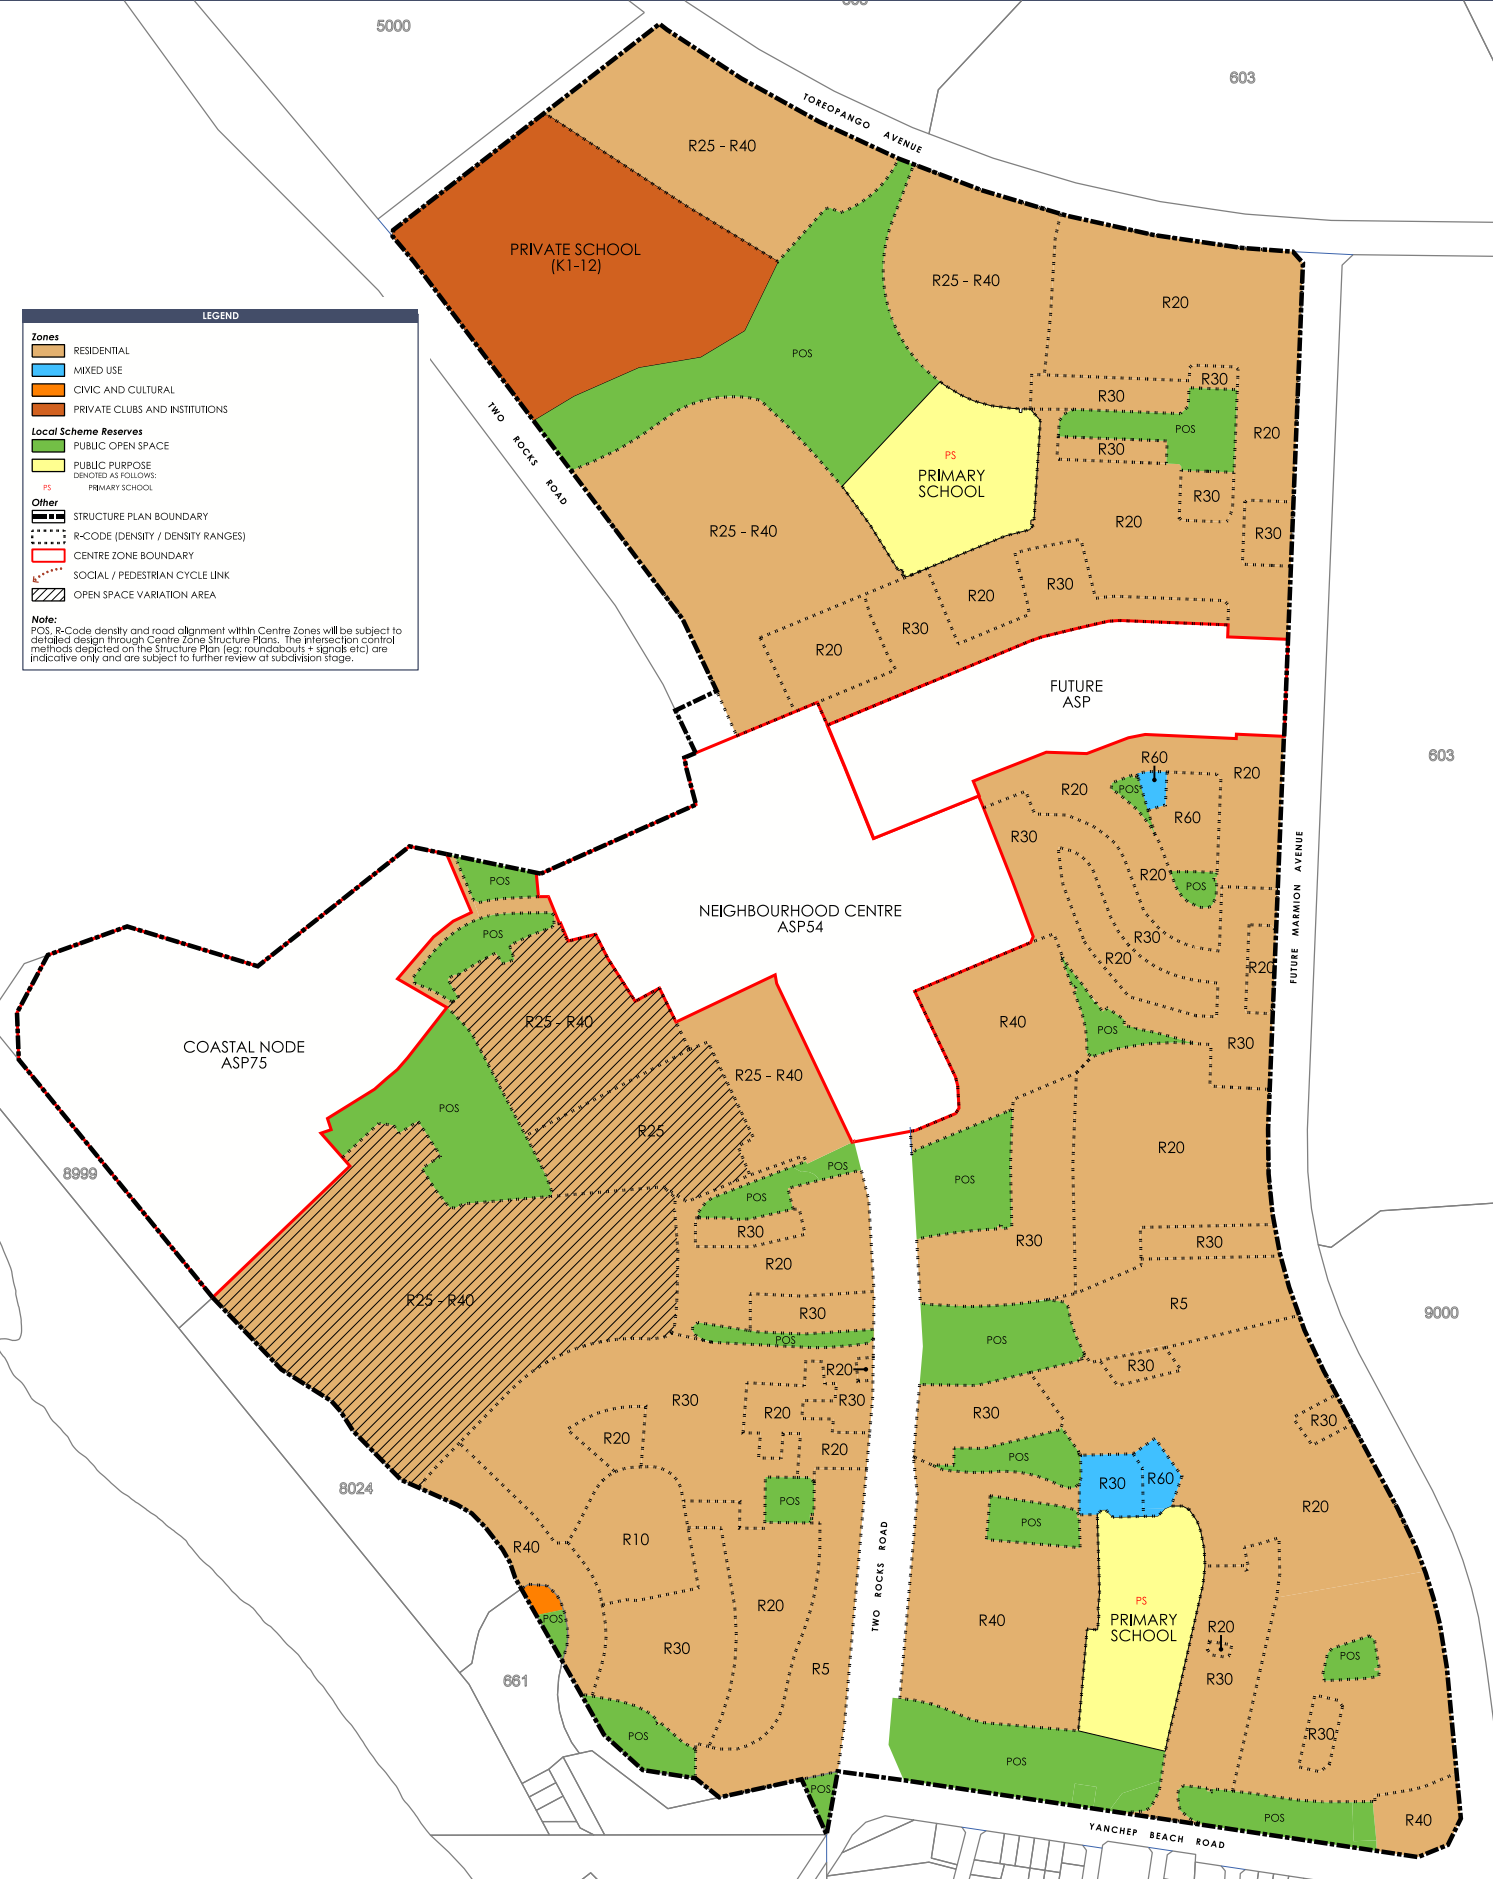 5000
603
TOREOPANGO AVENUE
R25 - R40
PRIVATE SCHOOL
(K1-12)
R25 - R40
R20
LEGEND
Zones
RESIDENTIAL
MIXED USE
CIVIC AND CULTURAL
PRIVATE CLUBS AND INSTITUTIONS
Local Scheme Reserves
PUBLIC OPEN SPACE
PUBLIC PURPOSE
DENOTED AS FOLLOWS:
PS PRIMARY SCHOOL
Other
STRUCTURE PLAN BOUNDARY
R-CODE (DENSITY / DENSITY RANGES)
CENTRE ZONE BOUNDARY
SOCIAL / PEDESTRIAN CYCLE LINK
OPEN SPACE VARIATION AREA
Note:
POS, R-Code density and road alignment within Centre Zones will be subject to
detailed design through Centre Zone Structure Plans. The intersection control
methods depicted on the Structure Plan (eg: roundabouts + signals etc) are
indicative only and are subject to further review at subdivision stage.
POS
R30
R30
POS
R20
R30
TWO ROCKS ROAD
PS
PRIMARY
SCHOOL
R30
R20
R30
R25 - R40
R30
R20
R30
R20
FUTURE
ASP
603
R60
R20
R20
POS
R60
R30
R20
POS
FUTURE MARMION AVENUE
POS
NEIGHBOURHOOD CENTRE
ASP54
POS
R30
R20
R20
R25 - R40
R40
POS
R30
COASTAL NODE
ASP75
R25 - R40
POS
R25
R20
8999
POS
POS
POS
R30
R30
R30
R20
R25 - R40
R30
R5
9000
POS
POS
R20
R30
R30
R30
R20
R30
R30
R20
R20
POS
R30
R60
8024
POS
POS
R20
R10
R40
TWO ROCKS ROAD
PS
PRIMARY
SCHOOL
R20
POS
R40
R20
R30
POS
R5
R30
661
R30
POS
POS
POS
POS
R40
YANCHEP BEACH ROAD